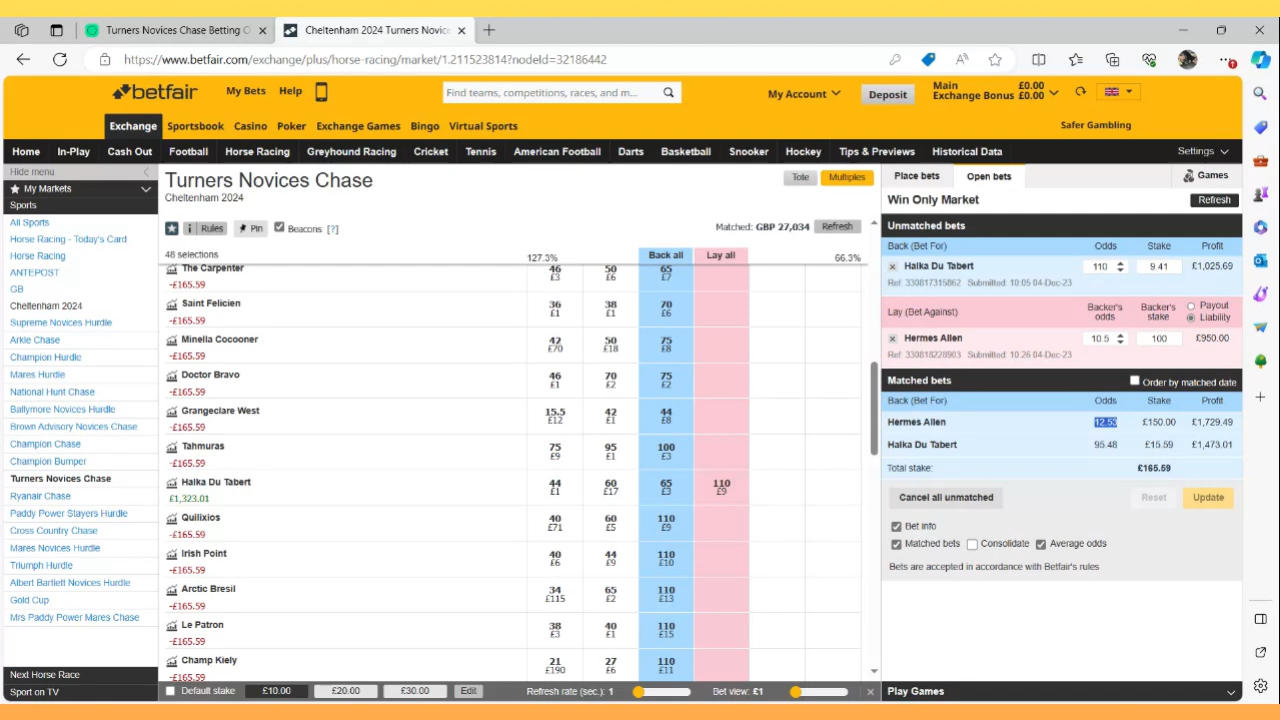 Turners Novices Chase Betting O
Cheltenham 2024 Turners Novice
https://www.betfair.com/exchange/plus/horse-racing/market/1.211523814?nodeId=32186442
betfair
My Bets
Help
Find teams, competitions, races, and m...
My Account
Deposit
Main £0.00
Exchange Bonus £0.00
Exchange
Sportsbook
Casino
Poker
Exchange Games
Bingo
Virtual Sports
Safer Gambling
Home
In-Play
Cash Out
Football
Horse Racing
Greyhound Racing
Cricket
Tennis
American Football
Darts
Basketball
Snooker
Hockey
Tips & Previews
Historical Data
Settings
Hide menu
My Markets
Sports
All Sports
Horse Racing - Today's Card
Horse Racing
ANTEPOST
GB
Cheltenham 2024
Supreme Novices Hurdle
Arkle Chase
Champion Hurdle
Mares Hurdle
National Hunt Chase
Ballymore Novices Hurdle
Brown Advisory Novices Chase
Champion Chase
Champion Bumper
Turners Novices Chase
Ryanair Chase
Paddy Power Stayers Hurdle
Cross Country Chase
Mares Novices Hurdle
Triumph Hurdle
Albert Bartlett Novices Hurdle
Gold Cup
Mrs Paddy Power Mares Chase
Next Horse Race
Sport on TV
Turners Novices Chase
Cheltenham 2024
Tote
Multiples
Rules
Pin
Beacons [?]
Matched: GBP 27,034
Refresh
48 selections
127.3%
Back all
Lay all
66.3%
The Carpenter 46 50 65
-£165.59 £3 £6 £7
Saint Felicien 36 38 70
-£165.59 £1 £1 £6
Minella Cocooner 42 50 75
-£165.59 £70 £18 £8
Doctor Bravo 46 70 75
-£165.59 £1 £2 £2
Grangeclare West 15.5 42 44
-£165.59 £12 £1 £8
Tahmuras 75 95 100
-£165.59 £9 £1 £3
Halka Du Tabert 44 60 65 110
£1,323.01 £1 £17 £3 £9
Quilixios 40 60 110
-£165.59 £71 £5 £9
Irish Point 40 44 110
-£165.59 £6 £9 £10
Arctic Bresil 34 65 110
-£165.59 £115 £2 £13
Le Patron 38 40 110
-£165.59 £3 £1 £15
Champ Kiely 21 27 110
£190 £6 £11
Default stake £10.00 £20.00 £30.00 Edit
Refresh rate (sec.): 1
Bet view: £1
Place bets
Open bets
Games
Win Only Market
Refresh
Unmatched bets
Back (Bet For) Odds Stake Profit
Halka Du Tabert 110 9.41 £1,025.69
Ref: 330817315862 Submitted: 10:05 04-Dec-23
Lay (Bet Against) Backer's odds Backer's stake Payout Liability
Hermes Allen 10.5 100 £950.00
Ref: 330818228903 Submitted: 10:26 04-Dec-23
Matched bets
Order by matched date
Back (Bet For) Odds Stake Profit
Hermes Allen 12.53 £150.00 £1,729.49
Halka Du Tabert 95.48 £15.59 £1,473.01
Total stake: £165.59
Cancel all unmatched
Reset
Update
Bet info
Matched bets
Consolidate
Average odds
Bets are accepted in accordance with Betfair's rules
Play Games